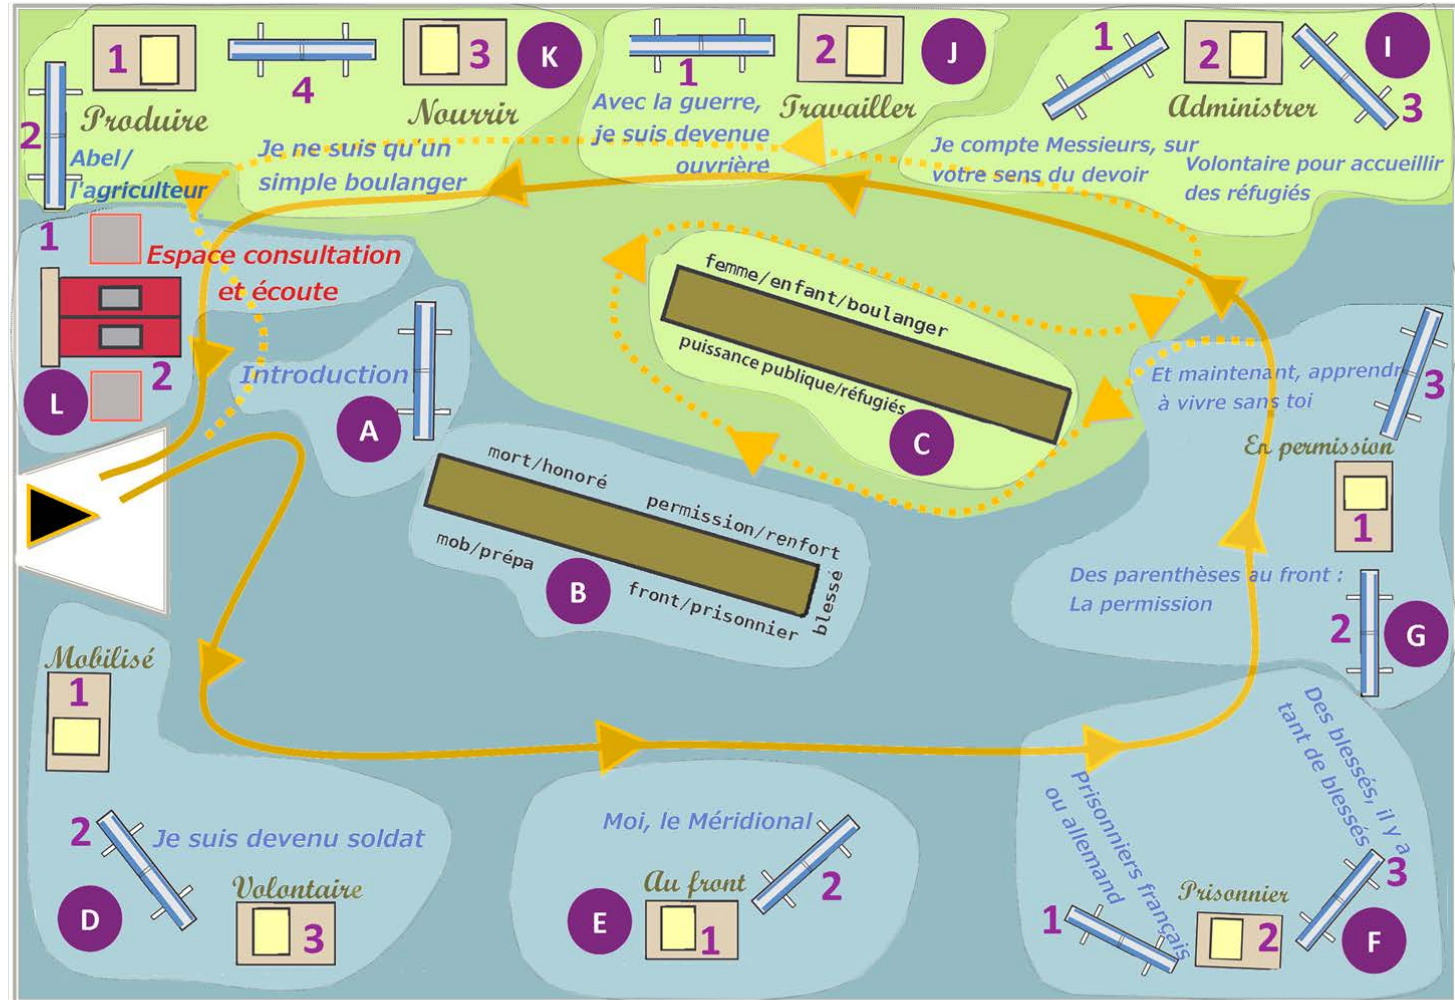 1
3
K
2
J
1
2
I
4
1
3
Produire
Nourrir
Travailler
Administrer
2
Abel/
l'agriculteur
Je ne suis qu'un
simple boulanger
Avec la guerre,
je suis devenue
ouvrière
Je compte Messieurs, sur
votre sens du devoir
Volontaire pour accueillir
des réfugiés
1
Espace consultation
et écoute
2
L
Introduction
A
femme/enfant/boulanger
puissance publique/réfugiés
C
Et maintenant, apprendr
à vivre sans toi
3
En permission
1
mort/honoré
permission/renfort
mob/prépa
front/prisonnier
blessé
B
Des parenthèses au front :
La permission
2
G
Mobilisé
1
2
Je suis devenu soldat
Volontaire
D
3
Moi, le Méridional
Au front
2
E
1
Des blessés, il y a
tant de blessés
Prisonniers français
ou allemand
Prisonnier
3
1
2
F